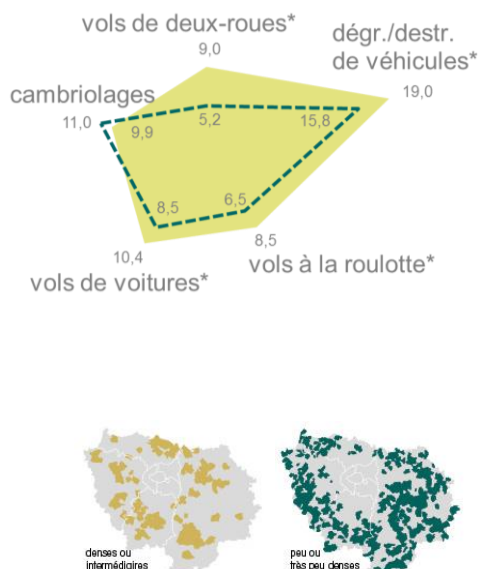 vols de deux-roues*
9,0
dégr./destr.
de véhicules*
19,0
cambriolages
11,0
9,9
5,2
15,8
8,5
6,5
10,4
8,5
vols de voitures*
vols à la roulotte*
denses ou
intermédiaires
peu ou
très peu denses